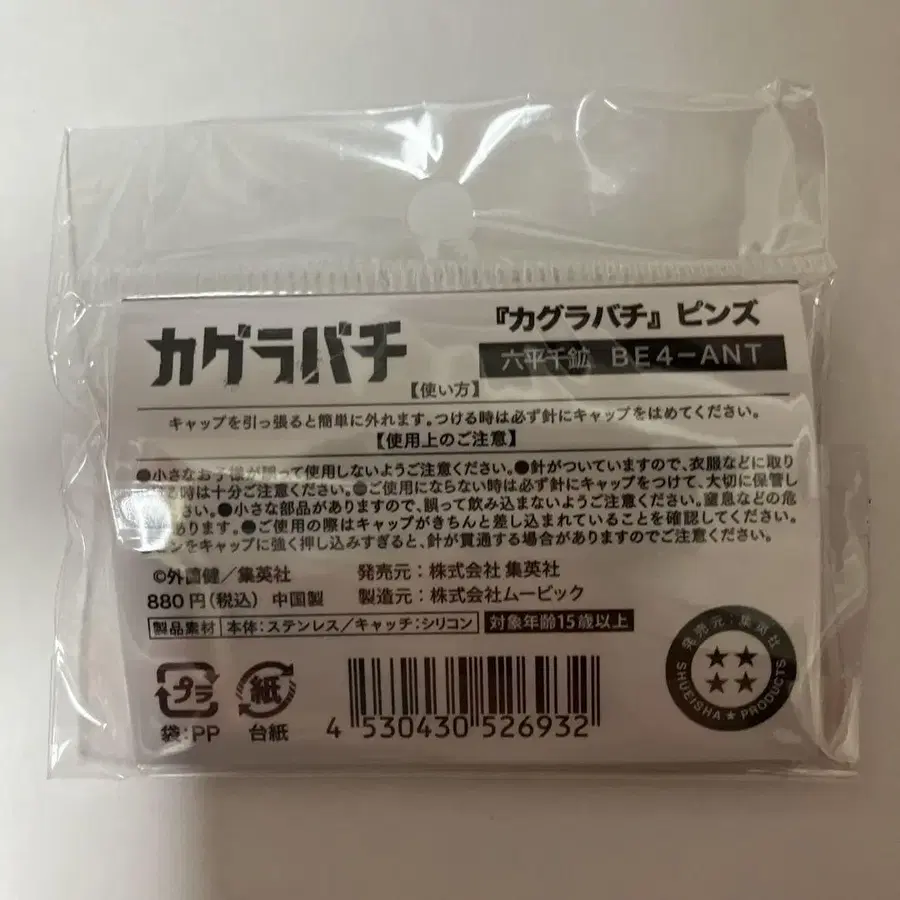 カグラバチ
『カグラバチ』ピンズ
六平千鉱 BE4-ANT
【使い方】
キャップを引っ張ると簡単に外れます。つける時は必ず針にキャップをはめてください。
【使用上のご注意】
●小さなお子様が誤って使用しないようご注意ください。●針がついていますので、衣服などに取り
る時は十分ご注意ください。●ご使用にならない時は必ず針にキャップをつけて、大切に保管し
さい。●小さな部品がありますので、誤って飲み込まないようご注意ください。窒息などの危
あります。●ご使用の際はキャップがきちんと差し込まれていることを確認してください。
ンをキャップに強く押し込みすぎると、針が貫通する場合がありますのでご注意ください。
©外薗健/集英社
発売元:株式会社 集英社
880円(税込) 中国製
製造元:株式会社ムービック
製品素材 本体:ステンレス/キャッチ:シリコン 対象年齢15歳以上
プラ
袋:PP
紙
台紙
4 530430 526932
発売元:集英社
SHUEISHA★PRODUCTS